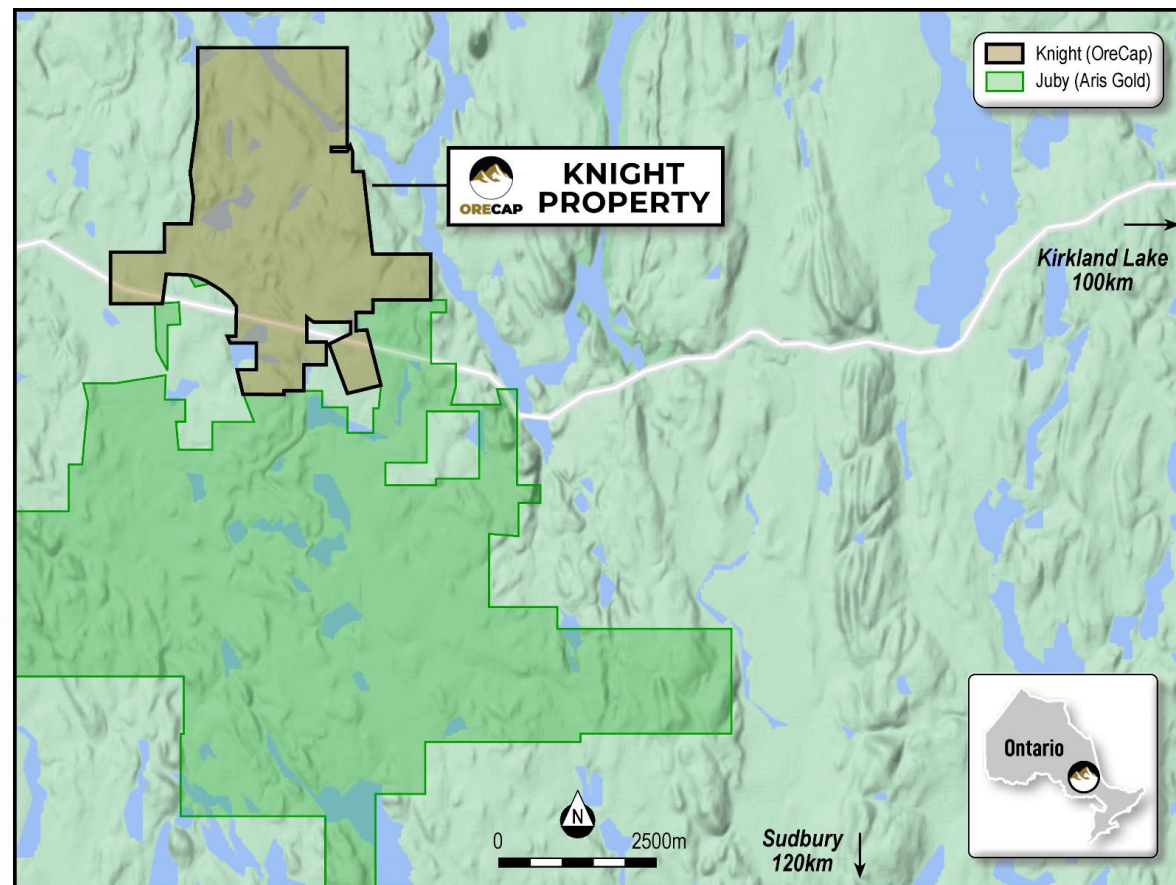 Knight (OreCap)
Juby (Aris Gold)
ORECAP
KNIGHT
PROPERTY
Kirkland Lake
100km
Ontario
N
0 2500m
Sudbury
120km